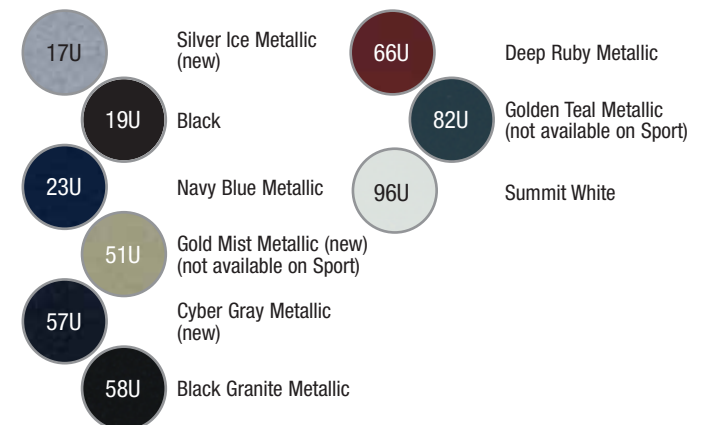 17U
Silver Ice Metallic
(new)
19U
Black
23U
Navy Blue Metallic
51U
Gold Mist Metallic (new)
(not available on Sport)
57U
Cyber Gray Metallic
(new)
58U
Black Granite Metallic
66U
Deep Ruby Metallic
82U
Golden Teal Metallic
(not available on Sport)
96U
Summit White